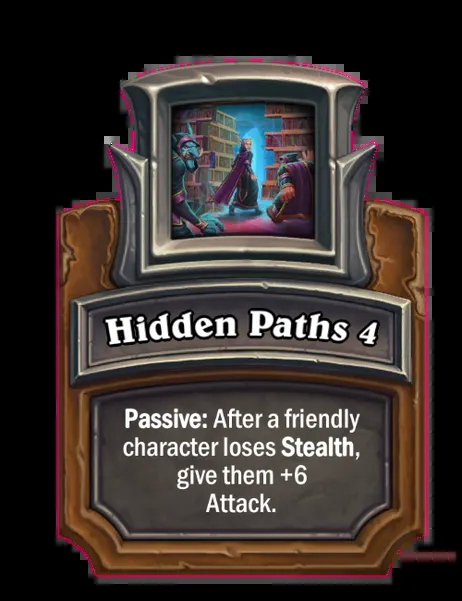 Hidden Paths 4
Passive: After a friendly
character loses Stealth,
give them +6
Attack.